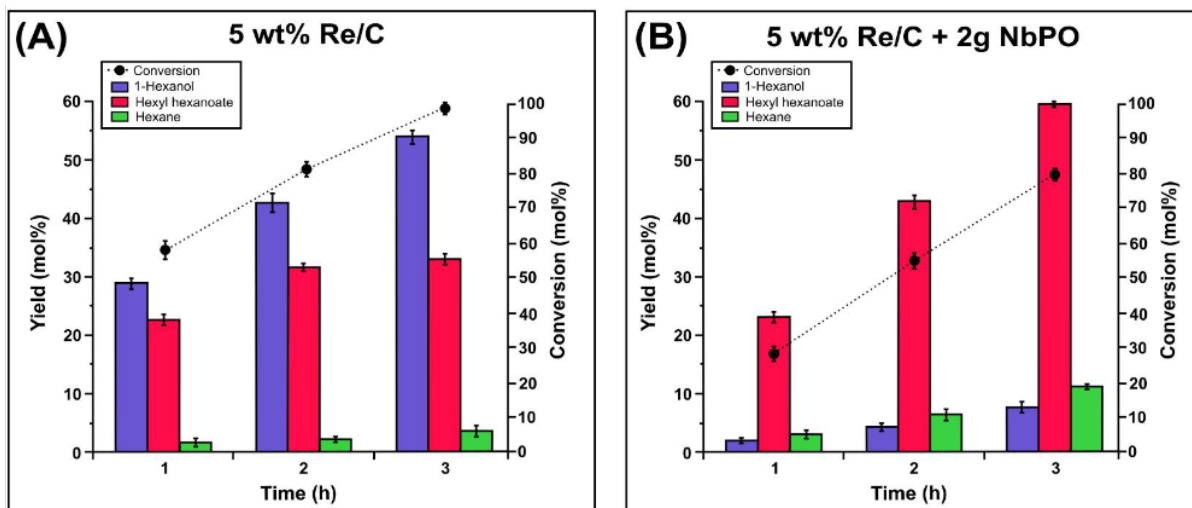 (A)
5 wt% Re/C
Conversion
1-Hexanol
Hexyl hexanoate
Hexane
60
50
40
30
20
10
0
Yield (mol%)
100
90
80
70
60
50
40
30
20
10
0
Conversion (mol%)
1
2
3
Time (h)
(B)
5 wt% Re/C + 2g NbPO
Conversion
1-Hexanol
Hexyl hexanoate
Hexane
60
50
40
30
20
10
0
Yield (mol%)
100
90
80
70
60
50
40
30
20
10
0
Conversion (mol%)
1
2
3
Time (h)